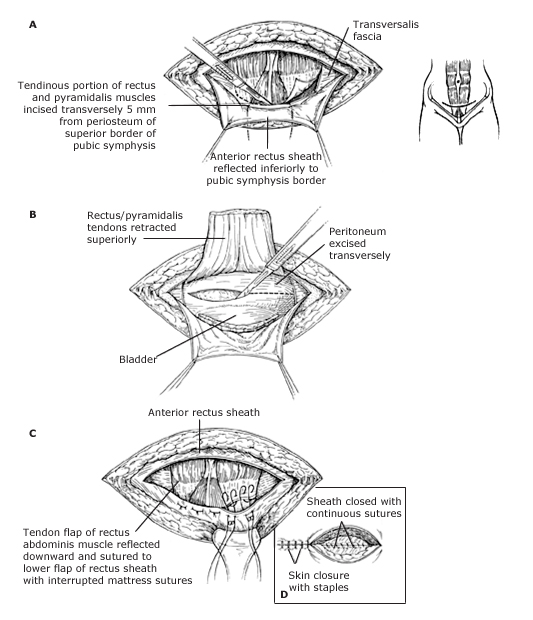 A
Transversalis
fascia
Tendinous portion of rectus
and pyramidalis muscles
incised transversely 5 mm
from periosteum of
superior border of
pubic symphysis
Anterior rectus sheath
reflected inferiorly to
pubic symphysis border
B
Rectus/pyramidalis
tendons retracted
superiorly
Peritoneum
excised
transversely
Bladder
Anterior rectus sheath
C
Tendon flap of rectus
abdominis muscle reflected
downward and sutured to
lower flap of rectus sheath
with interrupted mattress sutures
Sheath closed with
continuous sutures
Skin closure
with staples
D